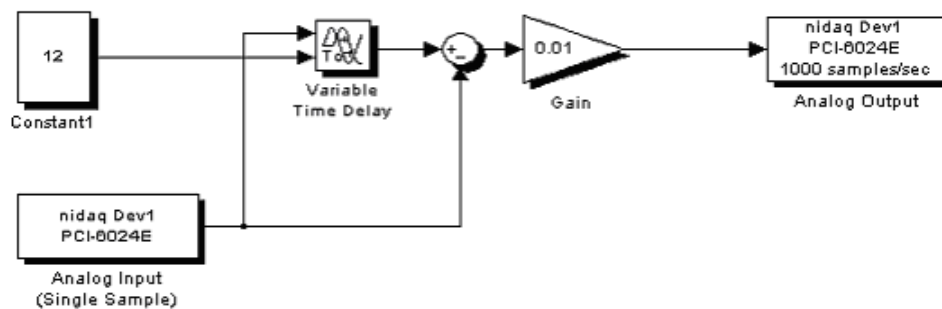 12
Constant1
Variable
Time Delay
+
−
0.01
Gain
nidaq Dev1
PCI-6024E
1000 samples/sec
Analog Output
nidaq Dev1
PCI-6024E
Analog Input
(Single Sample)